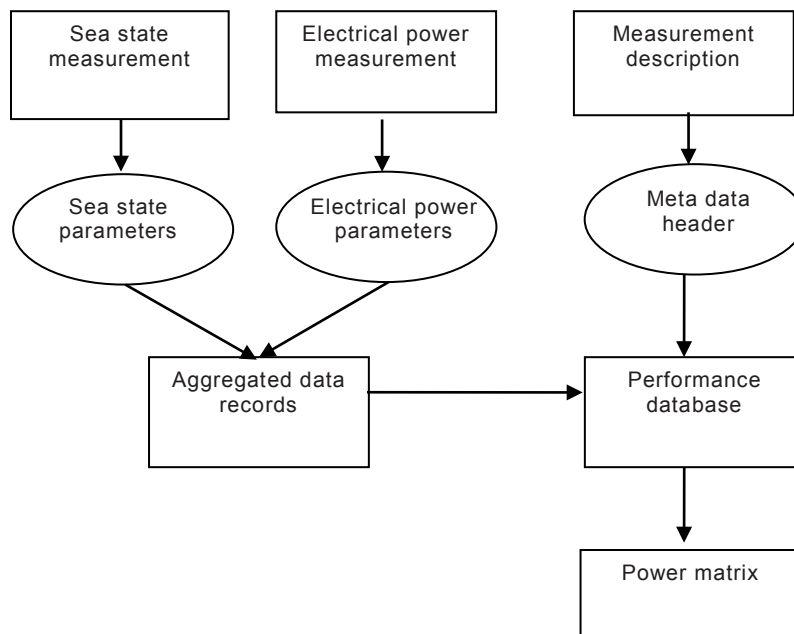 Sea state
measurement
Electrical power
measurement
Measurement
description
Sea state
parameters
Electrical power
parameters
Meta data
header
Aggregated data
records
Performance
database
Power matrix